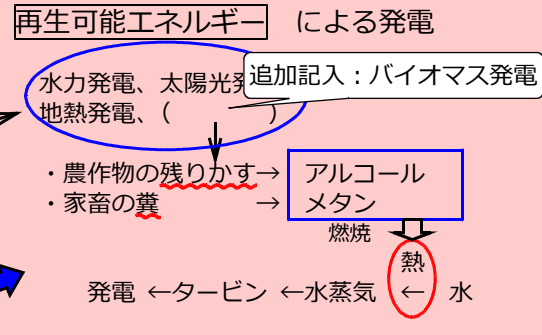 再生可能エネルギー による発電
水力発電、太陽光発
追加記入：バイオマス発電
地熱発電、（　　　　）
・農作物の残りかす→ アルコール
・家畜の糞 → メタン
燃焼
熱
発電 ←タービン ←水蒸気 ← 水